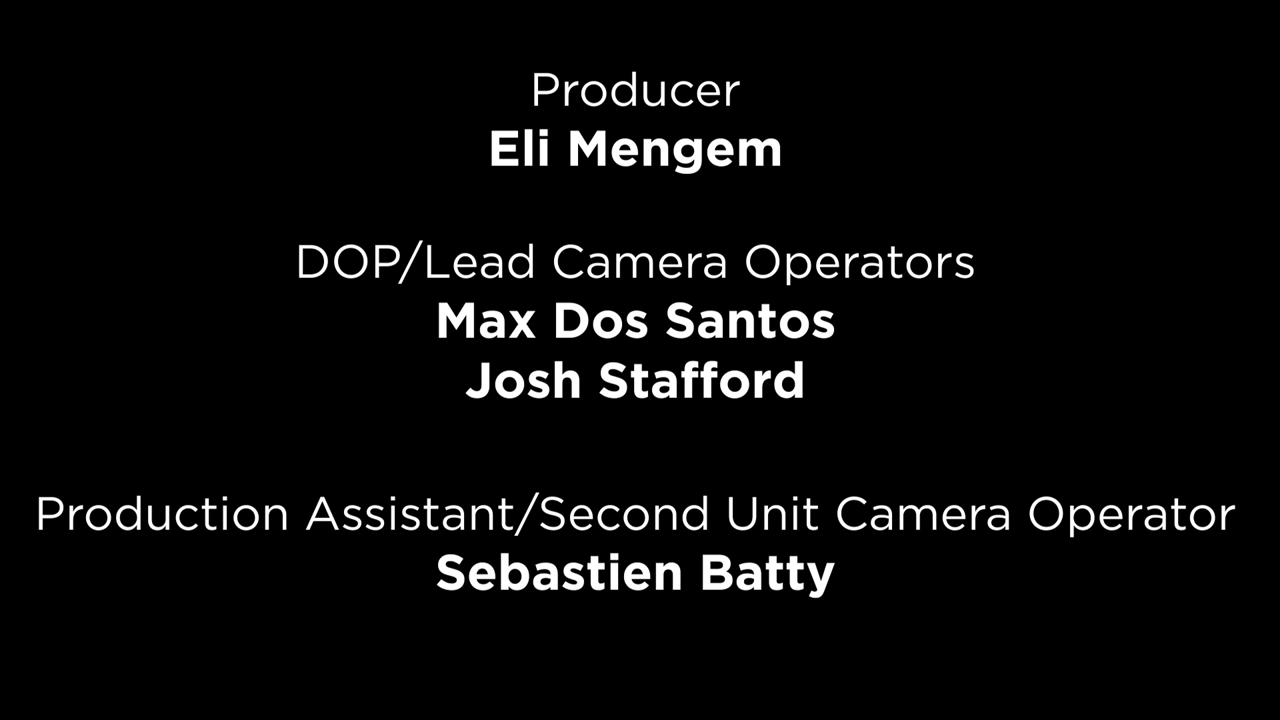 Producer
Eli Mengem
DOP/Lead Camera Operators
Max Dos Santos
Josh Stafford
Production Assistant/Second Unit Camera Operator
Sebastien Batty